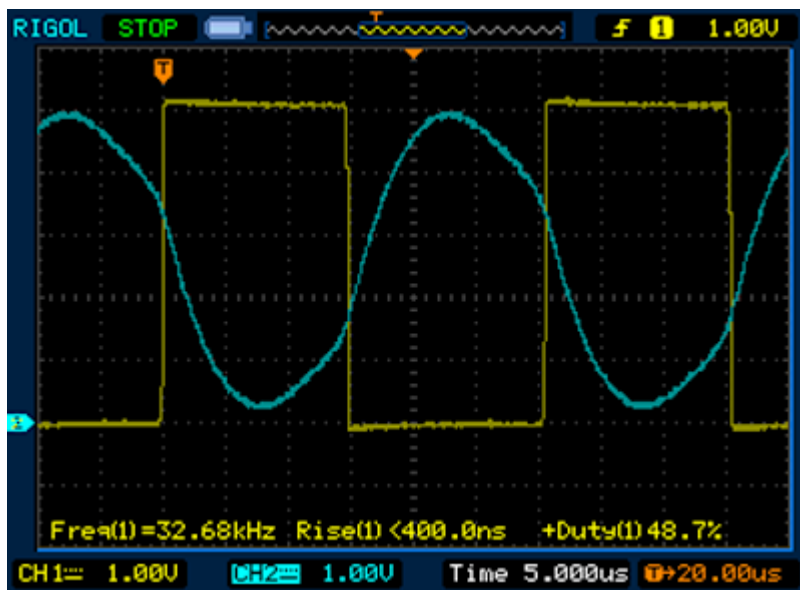 RIGOL STOP T f 1 1.00V
T
Freq(1)=32.68kHz Rise(1)<400.0ns +Duty(1)48.7%
CH1 1.00V CH2 1.00V Time 5.000us T→20.00us